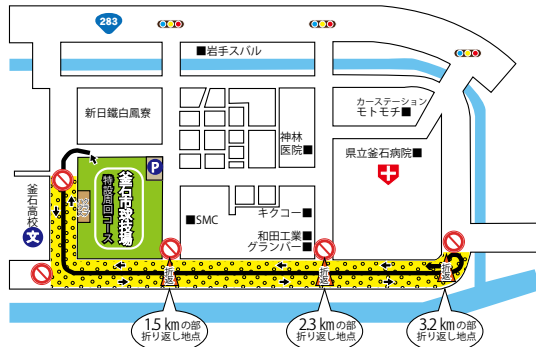 283
■岩手スバル
カーステーション
モトモチ■
新日鐵白鳳寮
神林
医院■
県立釜石病院■
P
釜石市球技場
特設周回コース
釜石高校
文
■SMC
キクコー■
和田工業■
グランバー■
折返
折返
折返
1.5 kmの部
折り返し地点
2.3 kmの部
折り返し地点
3.2 kmの部
折り返し地点